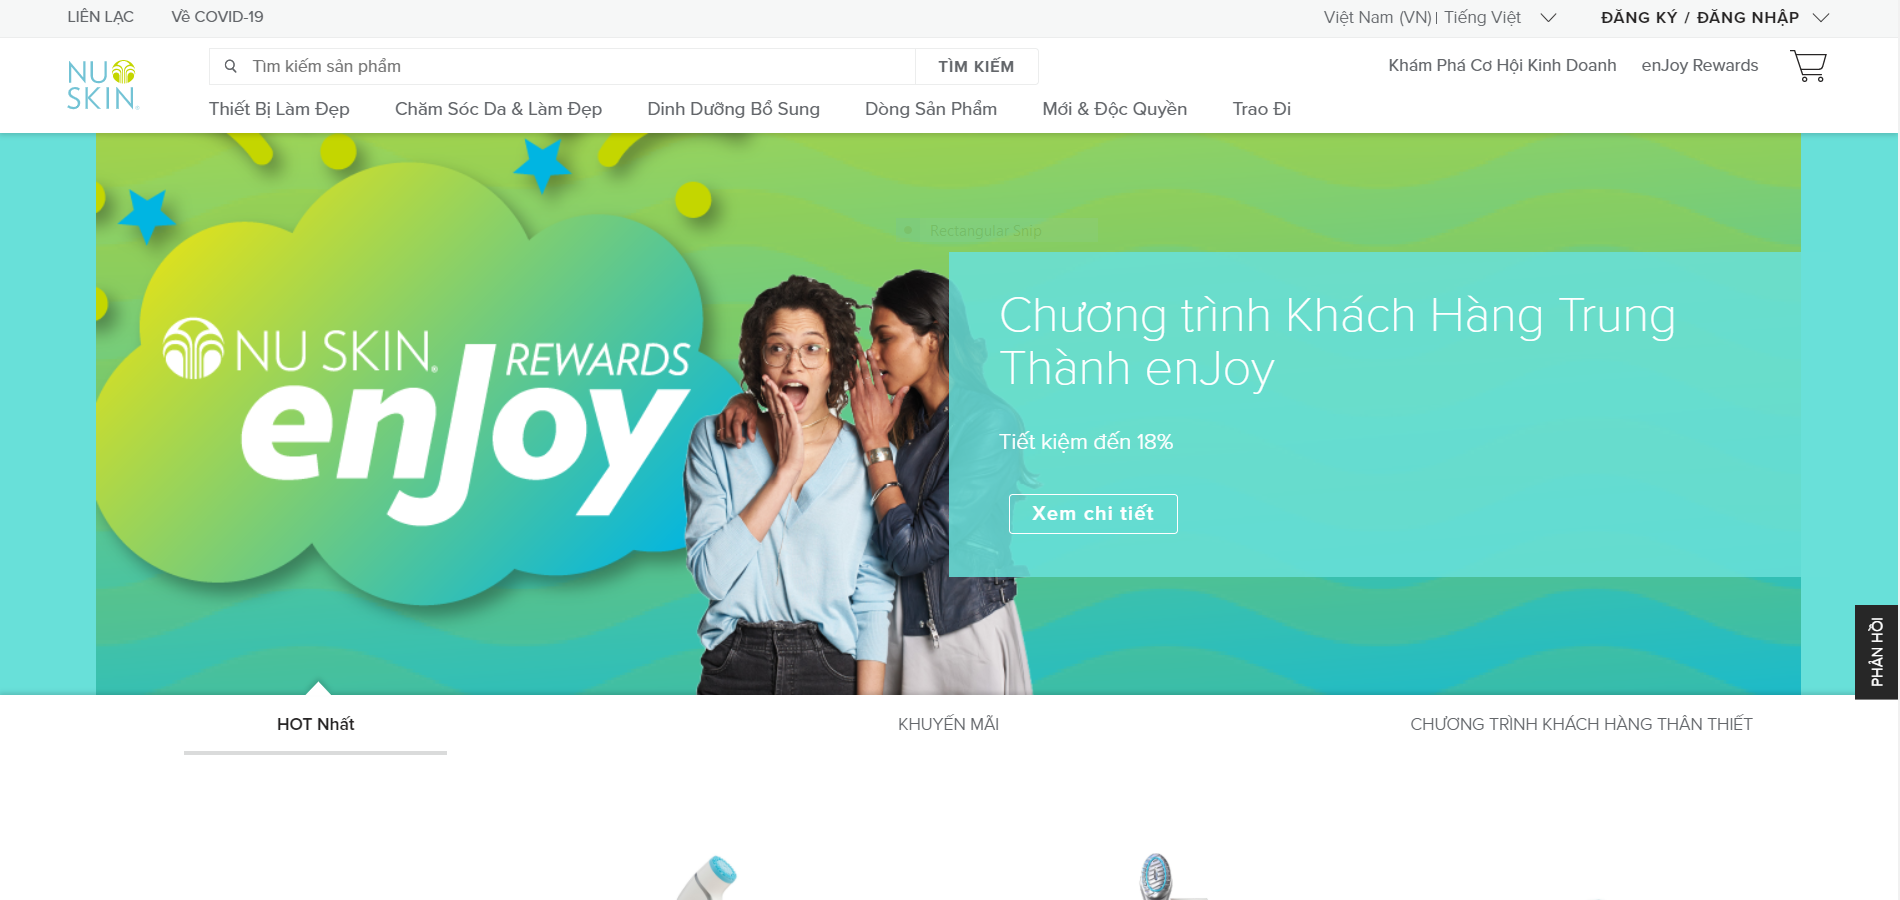 LIÊN LẠC
Về COVID-19
Việt Nam (VN) | Tiếng Việt
ĐĂNG KÝ / ĐĂNG NHẬP
NU SKIN
Tìm kiếm sản phẩm
TÌM KIẾM
Khám Phá Cơ Hội Kinh Doanh
enJoy Rewards
Thiết Bị Làm Đẹp
Chăm Sóc Da & Làm Đẹp
Dinh Dưỡng Bổ Sung
Dòng Sản Phẩm
Mới & Độc Quyền
Trao Đi
Rectangular Snip
NU SKIN® REWARDS
enJoy
Chương trình Khách Hàng Trung
Thành enJoy
Tiết kiệm đến 18%
Xem chi tiết
PHẢN HỒI
HOT Nhất
KHUYẾN MÃI
CHƯƠNG TRÌNH KHÁCH HÀNG THÂN THIẾT